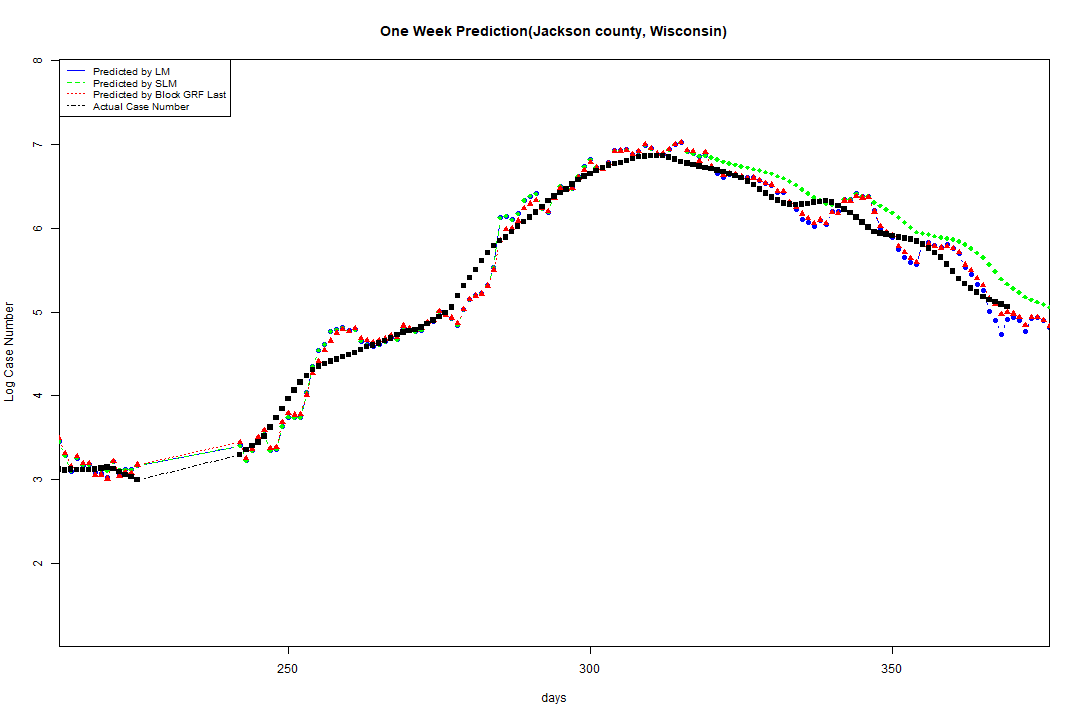 One Week Prediction(Jackson county, Wisconsin)
Predicted by LM
Predicted by SLM
Predicted by Block GRF Last
Actual Case Number
8
7
6
5
4
3
2
Log Case Number
250
300
350
days